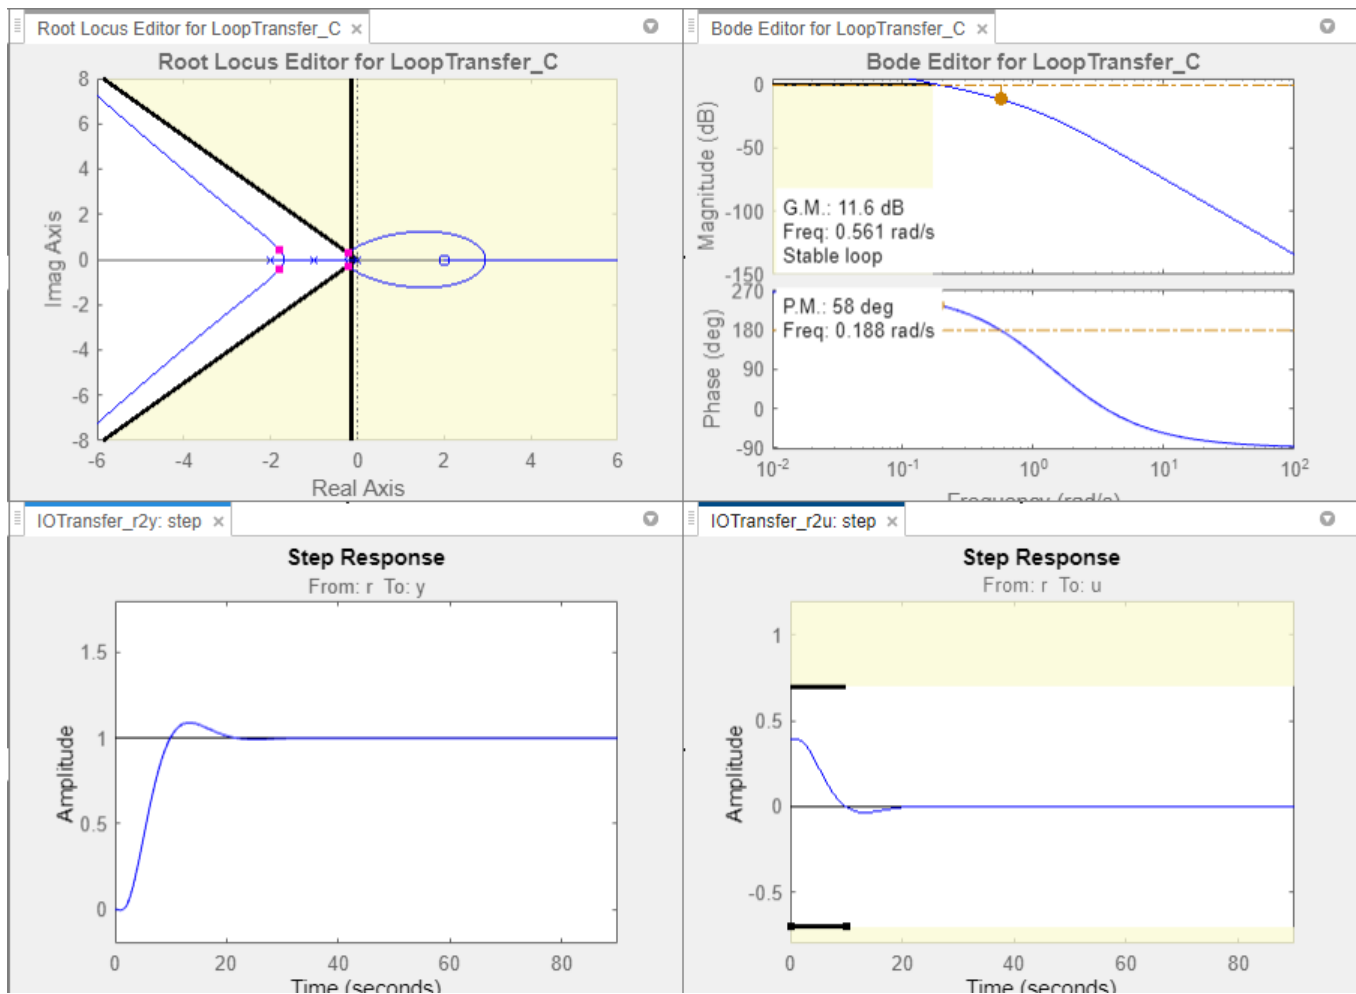 Root Locus Editor for LoopTransfer_C ×
Root Locus Editor for LoopTransfer_C
Imag Axis
8
6
4
2
0
-2
-4
-6
-8
-6 -4 -2 0 2 4 6
Real Axis
Bode Editor for LoopTransfer_C ×
Bode Editor for LoopTransfer_C
Magnitude (dB)
0
-50
-100
-150
G.M.: 11.6 dB
Freq: 0.561 rad/s
Stable loop
Phase (deg)
270
180
90
0
-90
P.M.: 58 deg
Freq: 0.188 rad/s
10-2 10-1 100 101 102
Frequency (rad/s)
IOTransfer_r2y: step ×
Step Response
From: r To: y
Amplitude
1.5
1
0.5
0
0 20 40 60 80
Time (seconds)
IOTransfer_r2u: step ×
Step Response
From: r To: u
Amplitude
1
0.5
0
-0.5
0 20 40 60 80
Time (seconds)